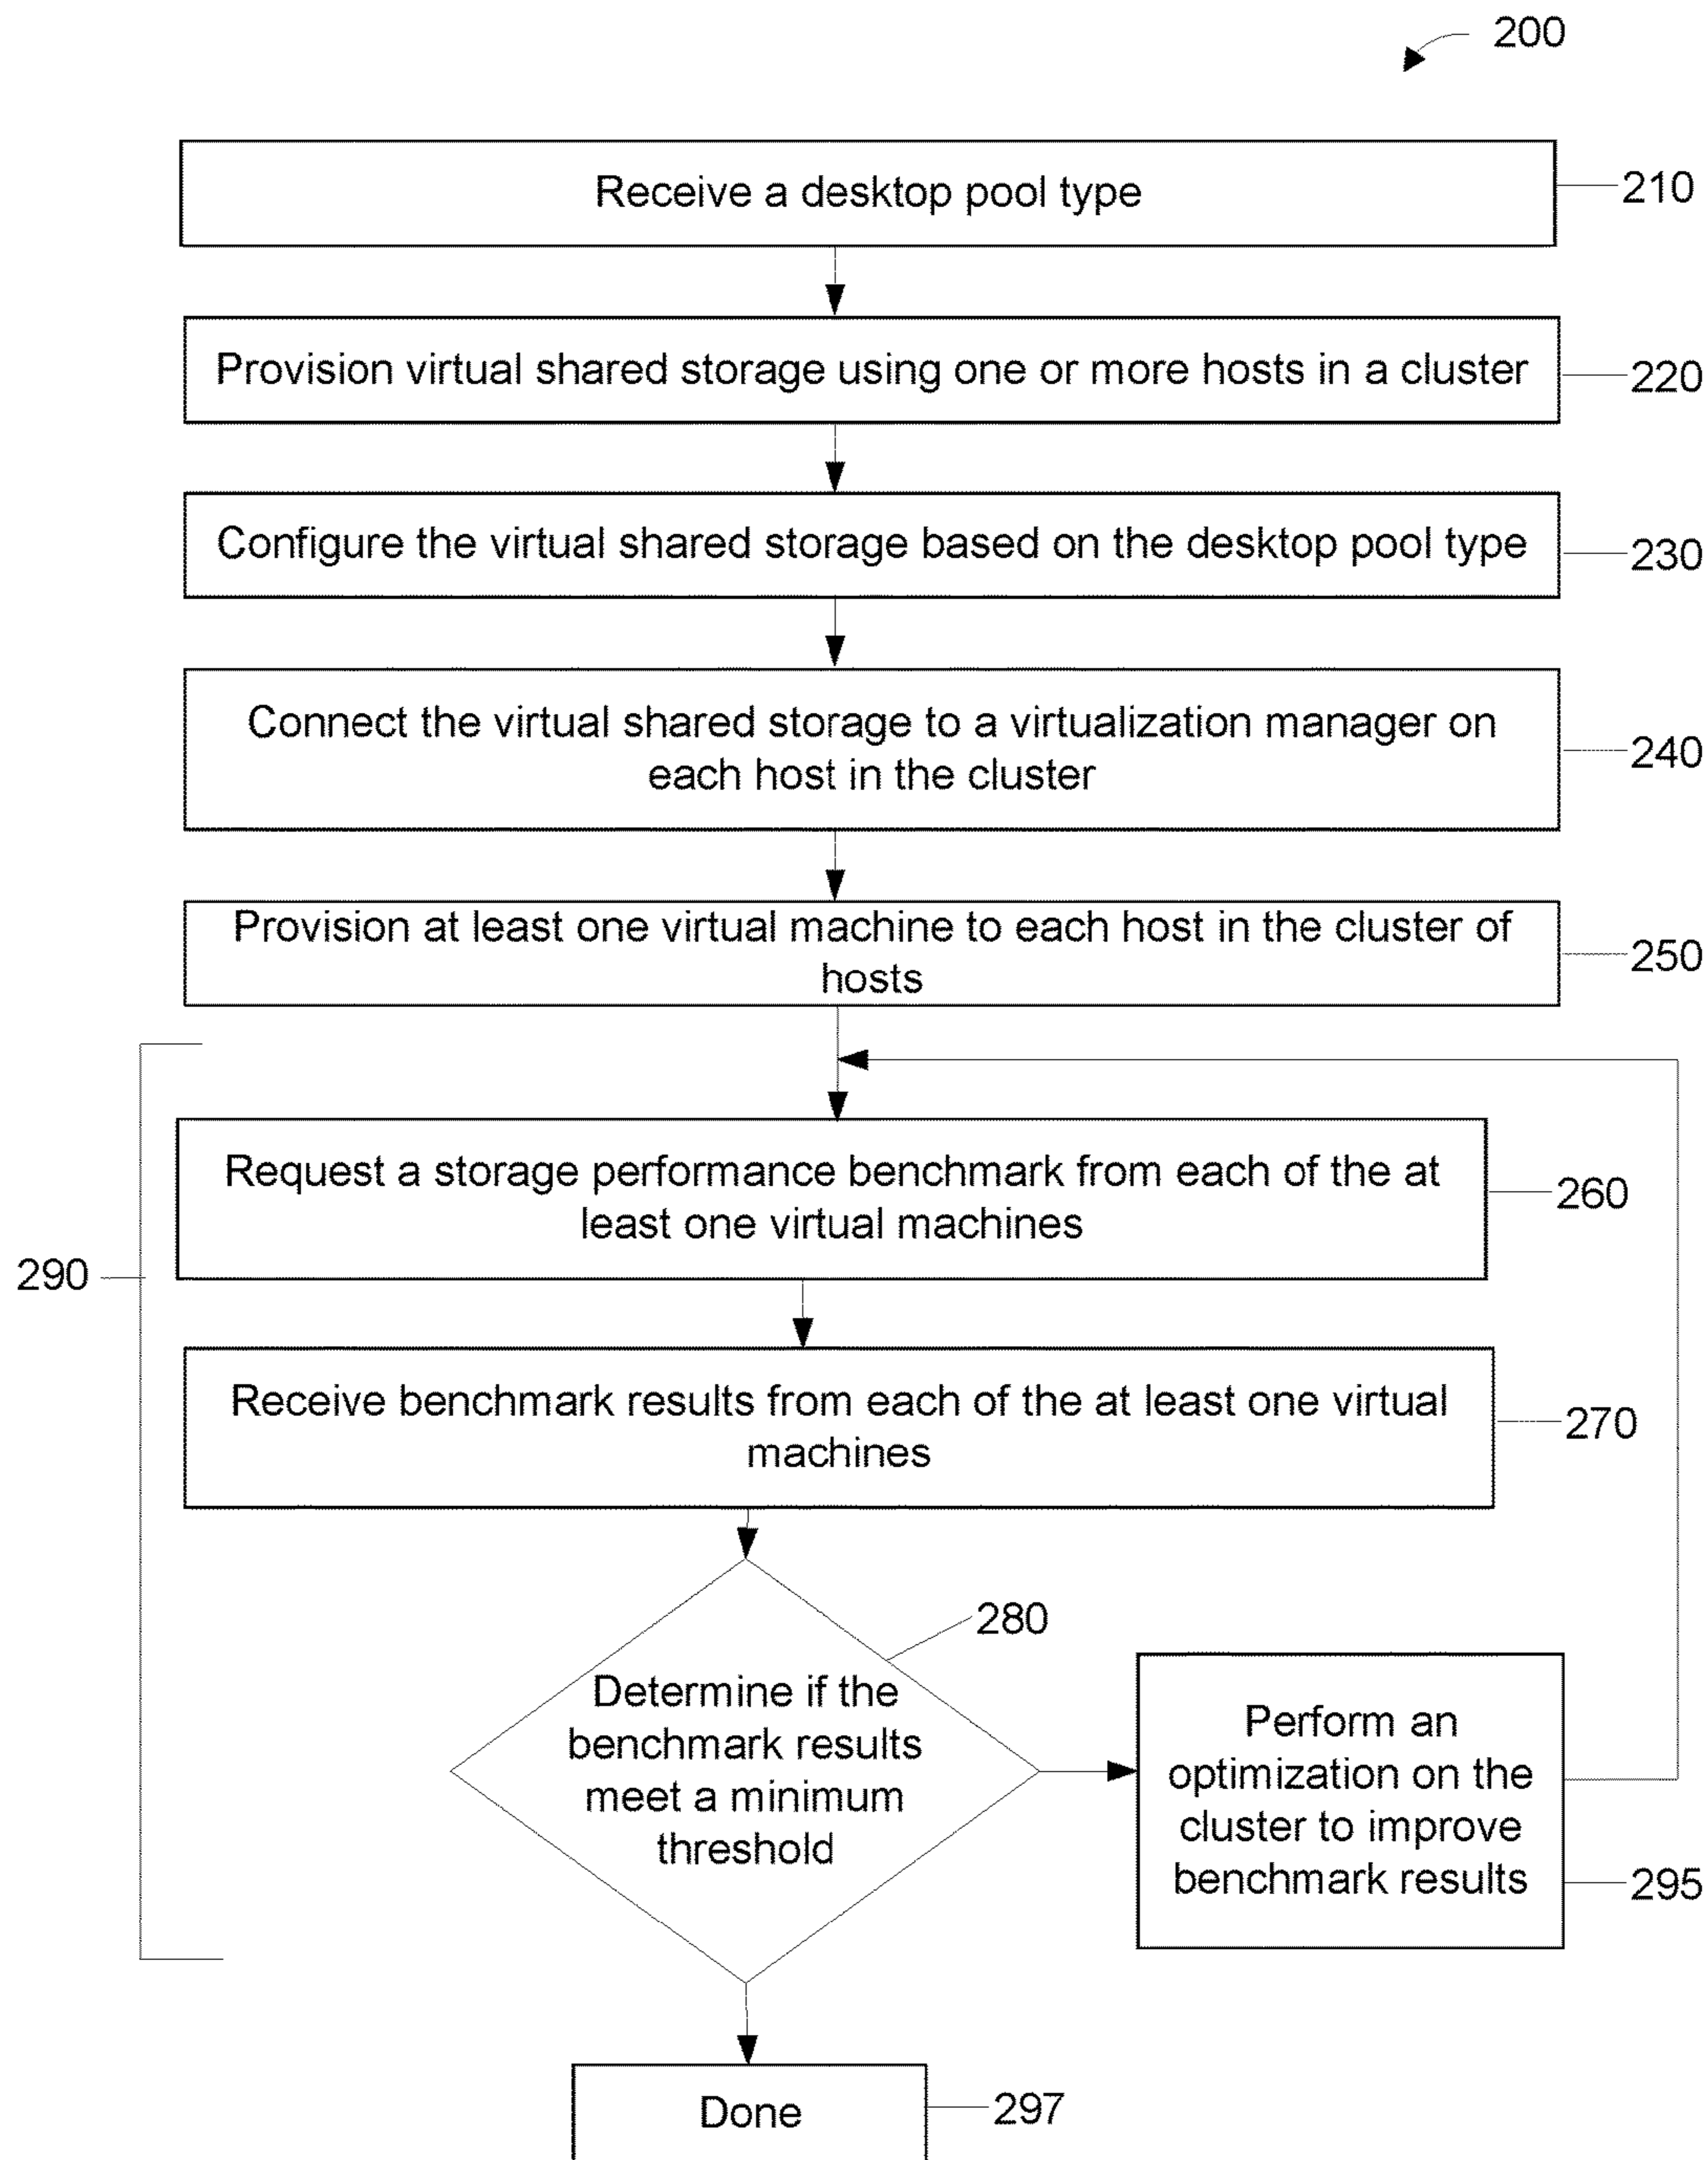 200
Receive a desktop pool type
210
Provision virtual shared storage using one or more hosts in a cluster
220
Configure the virtual shared storage based on the desktop pool type
230
Connect the virtual shared storage to a virtualization manager on
each host in the cluster
240
Provision at least one virtual machine to each host in the cluster of
hosts
250
Request a storage performance benchmark from each of the at
least one virtual machines
260
290
Receive benchmark results from each of the at least one virtual
machines
270
280
Determine if the
benchmark results
meet a minimum
threshold
Perform an
optimization on the
cluster to improve
benchmark results
295
Done
297